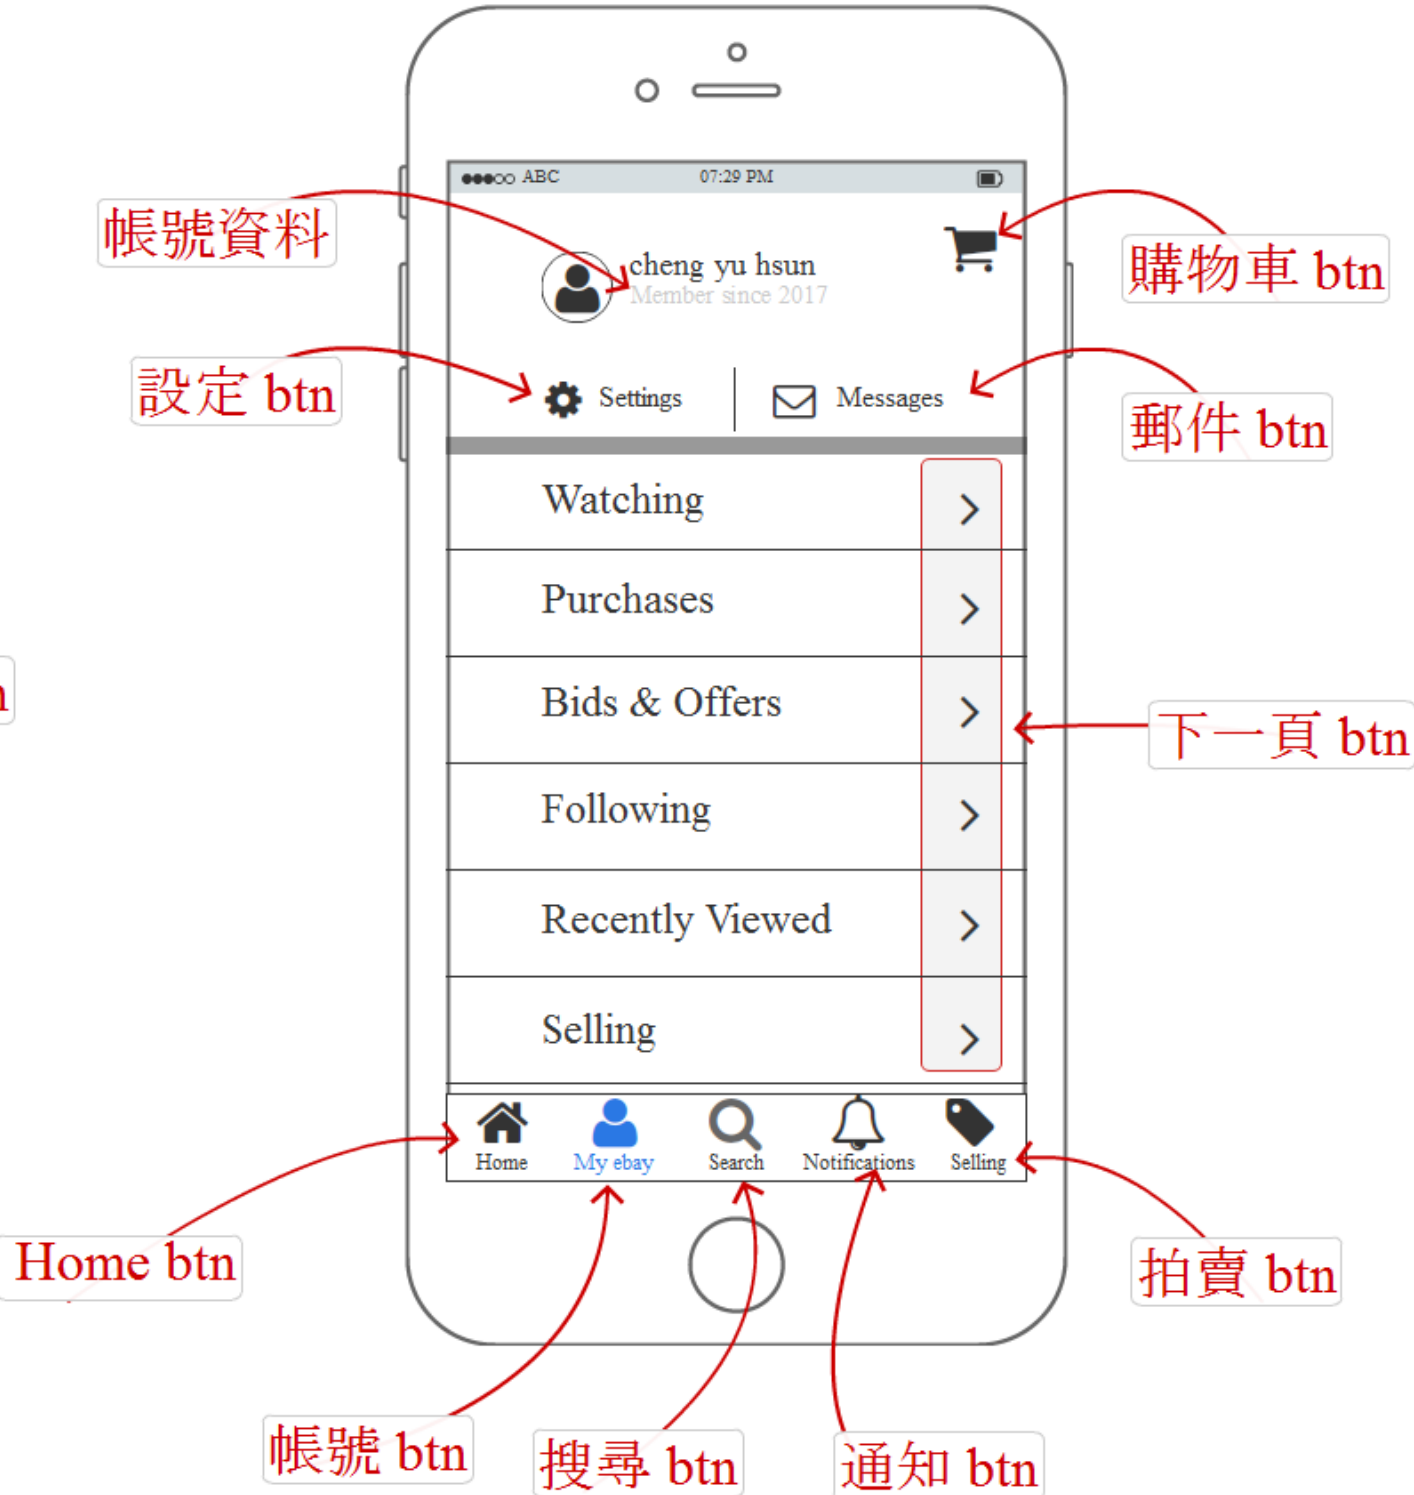 ABC 07:29 PM
帳號資料
cheng yu hsun
Member since 2017
購物車 btn
設定 btn
Settings
Messages
郵件 btn
Watching
Purchases
Bids & Offers
下一頁 btn
Following
Recently Viewed
Selling
Home
My ebay
Search
Notifications
Selling
Home btn
拍賣 btn
帳號 btn
搜尋 btn
通知 btn